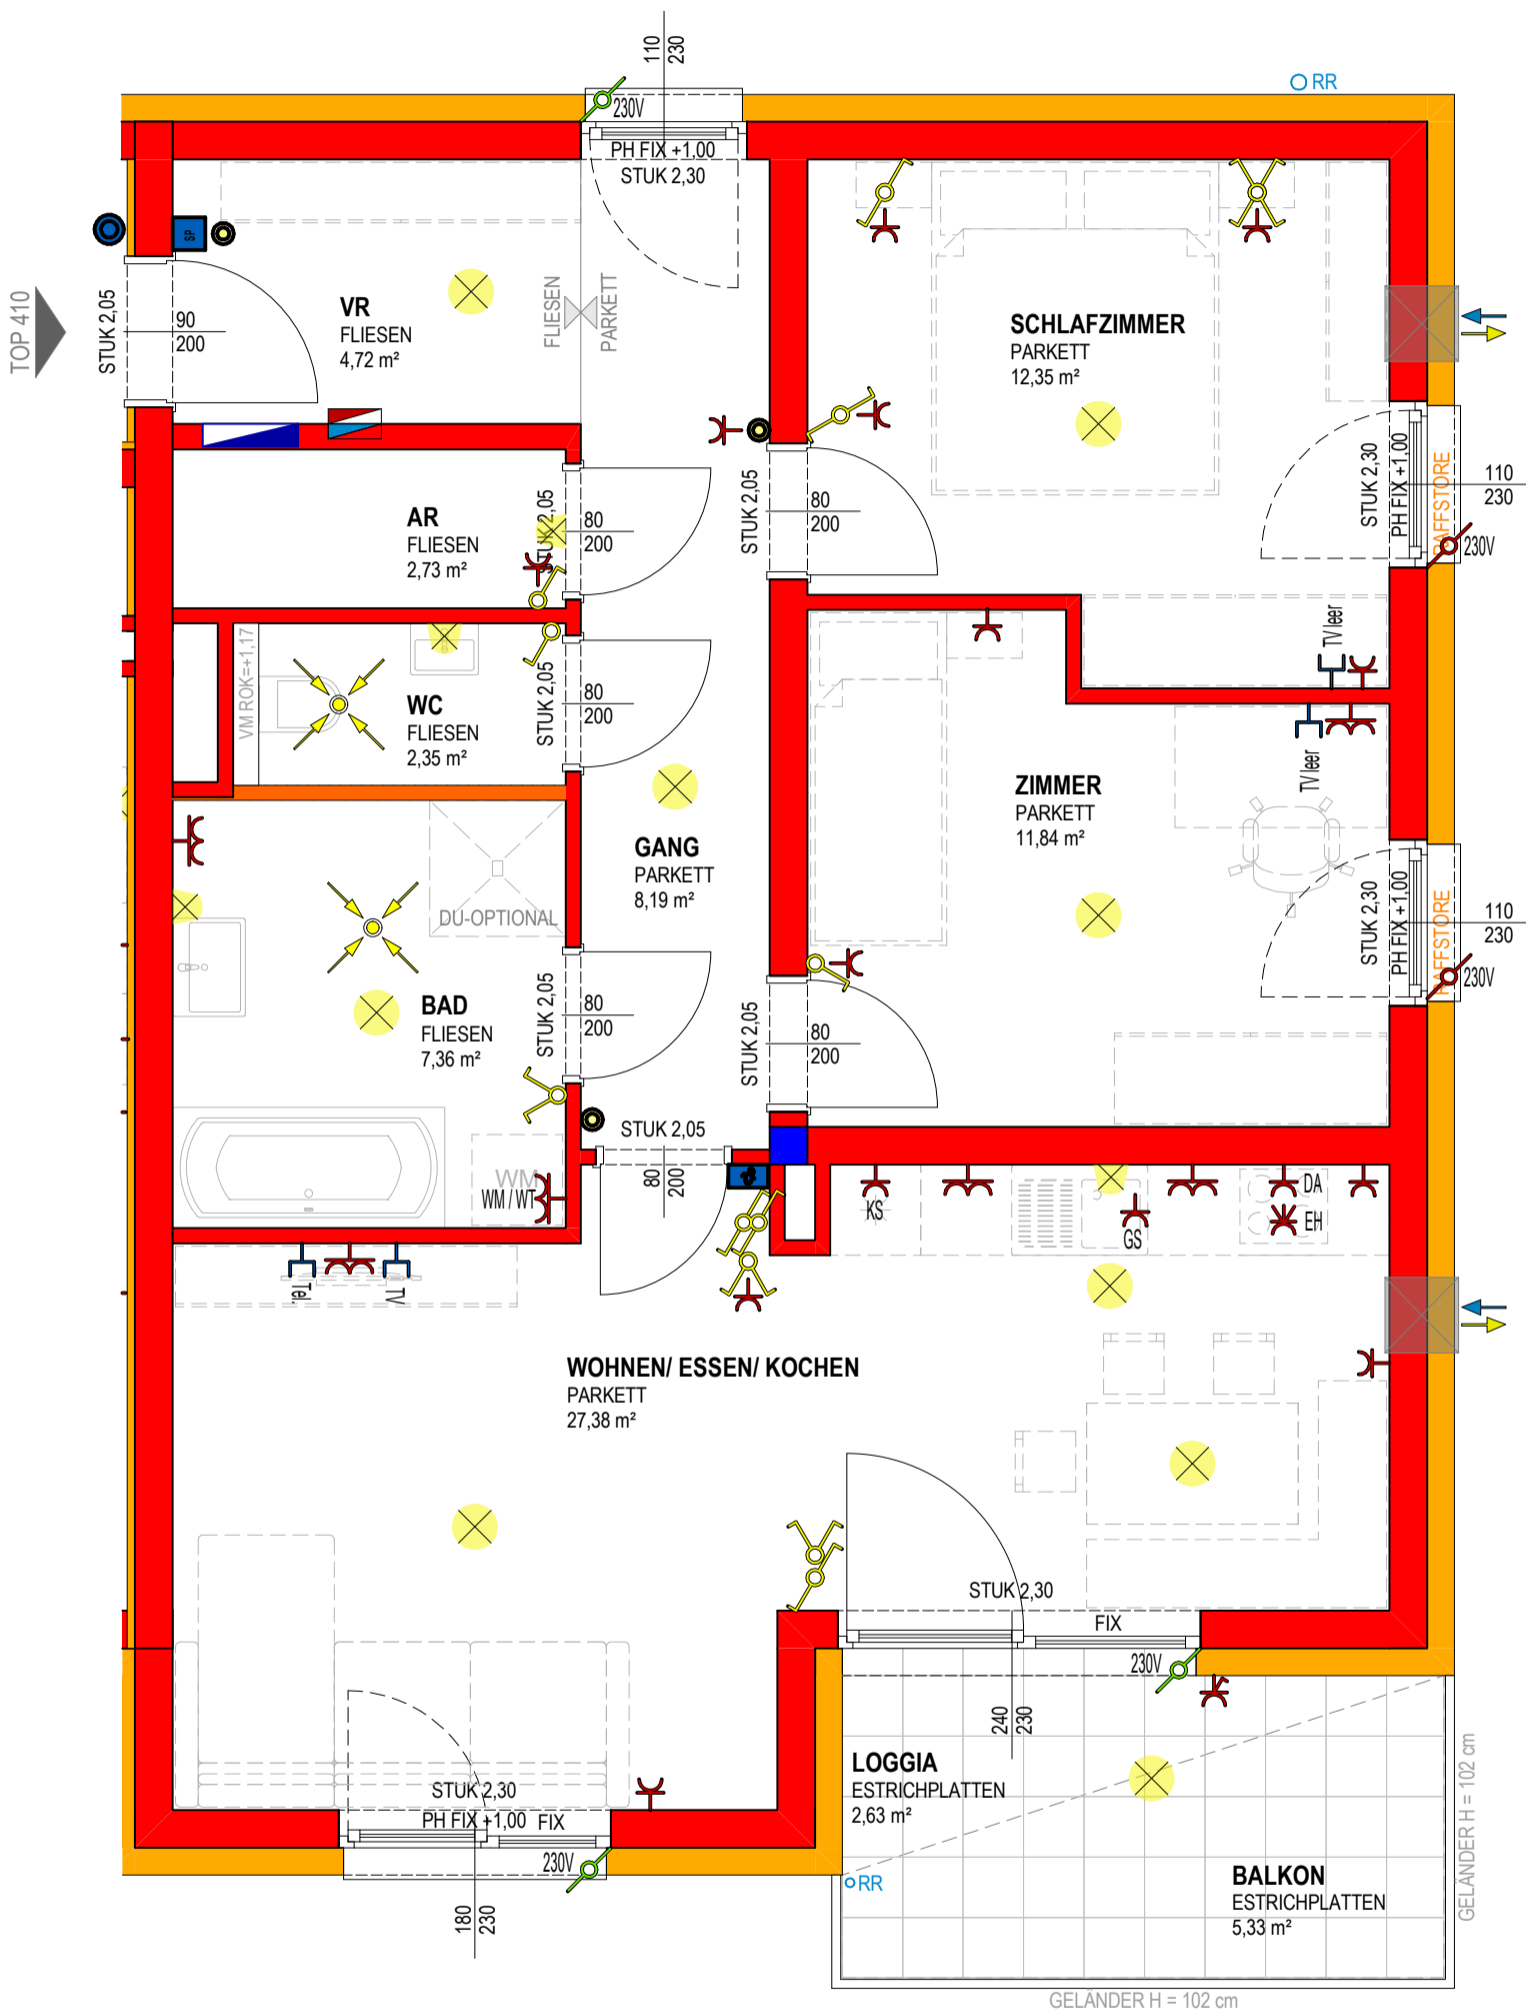 110
230
RR
230V
PH FIX +1,00
STUK 2,30
SP
TOP 410
STUK 2,05
90
200
VR
FLIESEN
4,72 m²
FLIESEN
PARKETT
SCHLAFZIMMER
PARKETT
12,35 m²
STUK 2,30
PH FIX +1,00
RAFFSTORE
110
230
230V
AR
FLIESEN
2,73 m²
STUK 2,05
80
200
STUK 2,05
80
200
VM ROK=+1,17
WC
FLIESEN
2,35 m²
STUK 2,05
80
200
TV leer
TV leer
ZIMMER
PARKETT
11,84 m²
GANG
PARKETT
8,19 m²
DU-OPTIONAL
STUK 2,30
PH FIX +1,00
RAFFSTORE
110
230
230V
BAD
FLIESEN
7,36 m²
STUK 2,05
80
200
STUK 2,05
80
200
STUK 2,05
80
200
WM
WM / WT
KS
GS
DA
EH
Tel.
TV
WOHNEN/ ESSEN/ KOCHEN
PARKETT
27,38 m²
STUK 2,30
FIX
230V
240
230
LOGGIA
ESTRICHPLATTEN
2,63 m²
STUK 2,30
PH FIX +1,00
FIX
230V
180
230
RR
BALKON
ESTRICHPLATTEN
5,33 m²
GELÄNDER H = 102 cm
GELÄNDER H = 102 cm